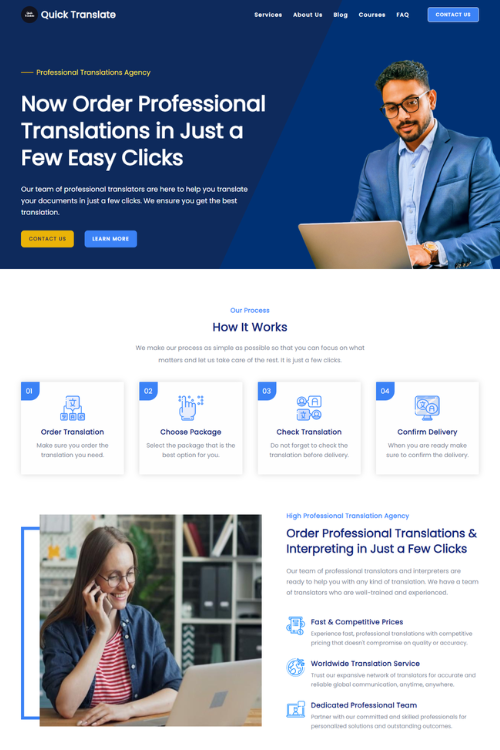 Quick Translate
Services About Us Blog Courses FAQ CONTACT US
Professional Translations Agency
Now Order Professional
Translations in Just a
Few Easy Clicks
Our team of professional translators are here to help you translate
your documents in just a few clicks. We ensure you get the best
translation.
CONTACT US LEARN MORE
Our Process
How It Works
We make our process as simple as possible so that you can focus on what
matters and let us take care of the rest. It is just a few clicks.
01
Order Translation
Make sure you order the
translation you need.
02
Choose Package
Select the package that is the
best option for you.
03
Check Translation
Do not forget to check the
translation before delivery.
04
Confirm Delivery
When you are ready make
sure to confirm the delivery.
High Professional Translation Agency
Order Professional Translations &
Interpreting in Just a Few Clicks
Our team of professional translators and interpreters are
ready to help you with any kind of translation. We have a team
of translators who are well-trained and experienced.
Fast & Competitive Prices
Experience fast, professional translations with competitive
pricing that doesn't compromise on quality or accuracy.
Worldwide Translation Service
Trust our expansive network of translators for accurate and
reliable global communication, anytime, anywhere.
Dedicated Professional Team
Partner with our committed and skilled professionals for
personalized solutions and outstanding outcomes.